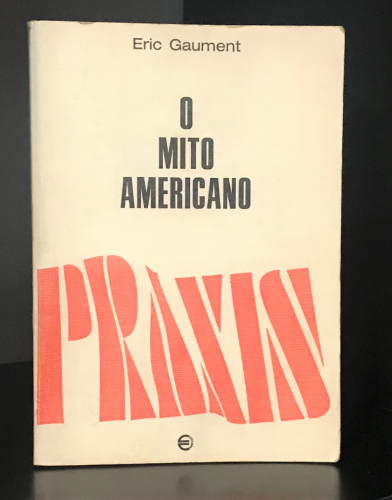 Eric Gaument
O
MITO
AMERICANO
PRAXIS